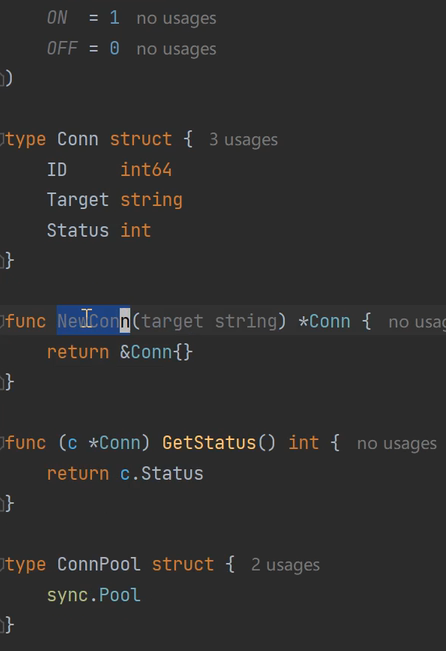 ON = 1 no usages
OFF = 0 no usages
)
type Conn struct { 3 usages
ID int64
Target string
Status int
}
func NewConn(target string) *Conn { no usag
return &Conn{}
}
func (c *Conn) GetStatus() int { no usages
return c.Status
}
type ConnPool struct { 2 usages
sync.Pool
}